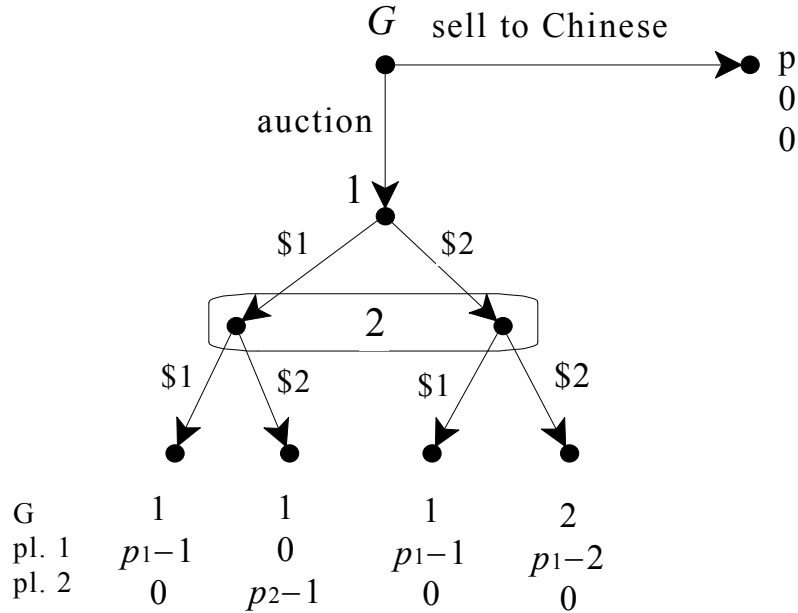 G sell to Chinese
p
0
0
auction
1
$1 $2
2
$1 $2 $1 $2
G 1 1 1 2
pl. 1 p1−1 0 p1−1 p1−2
pl. 2 0 p2−1 0 0